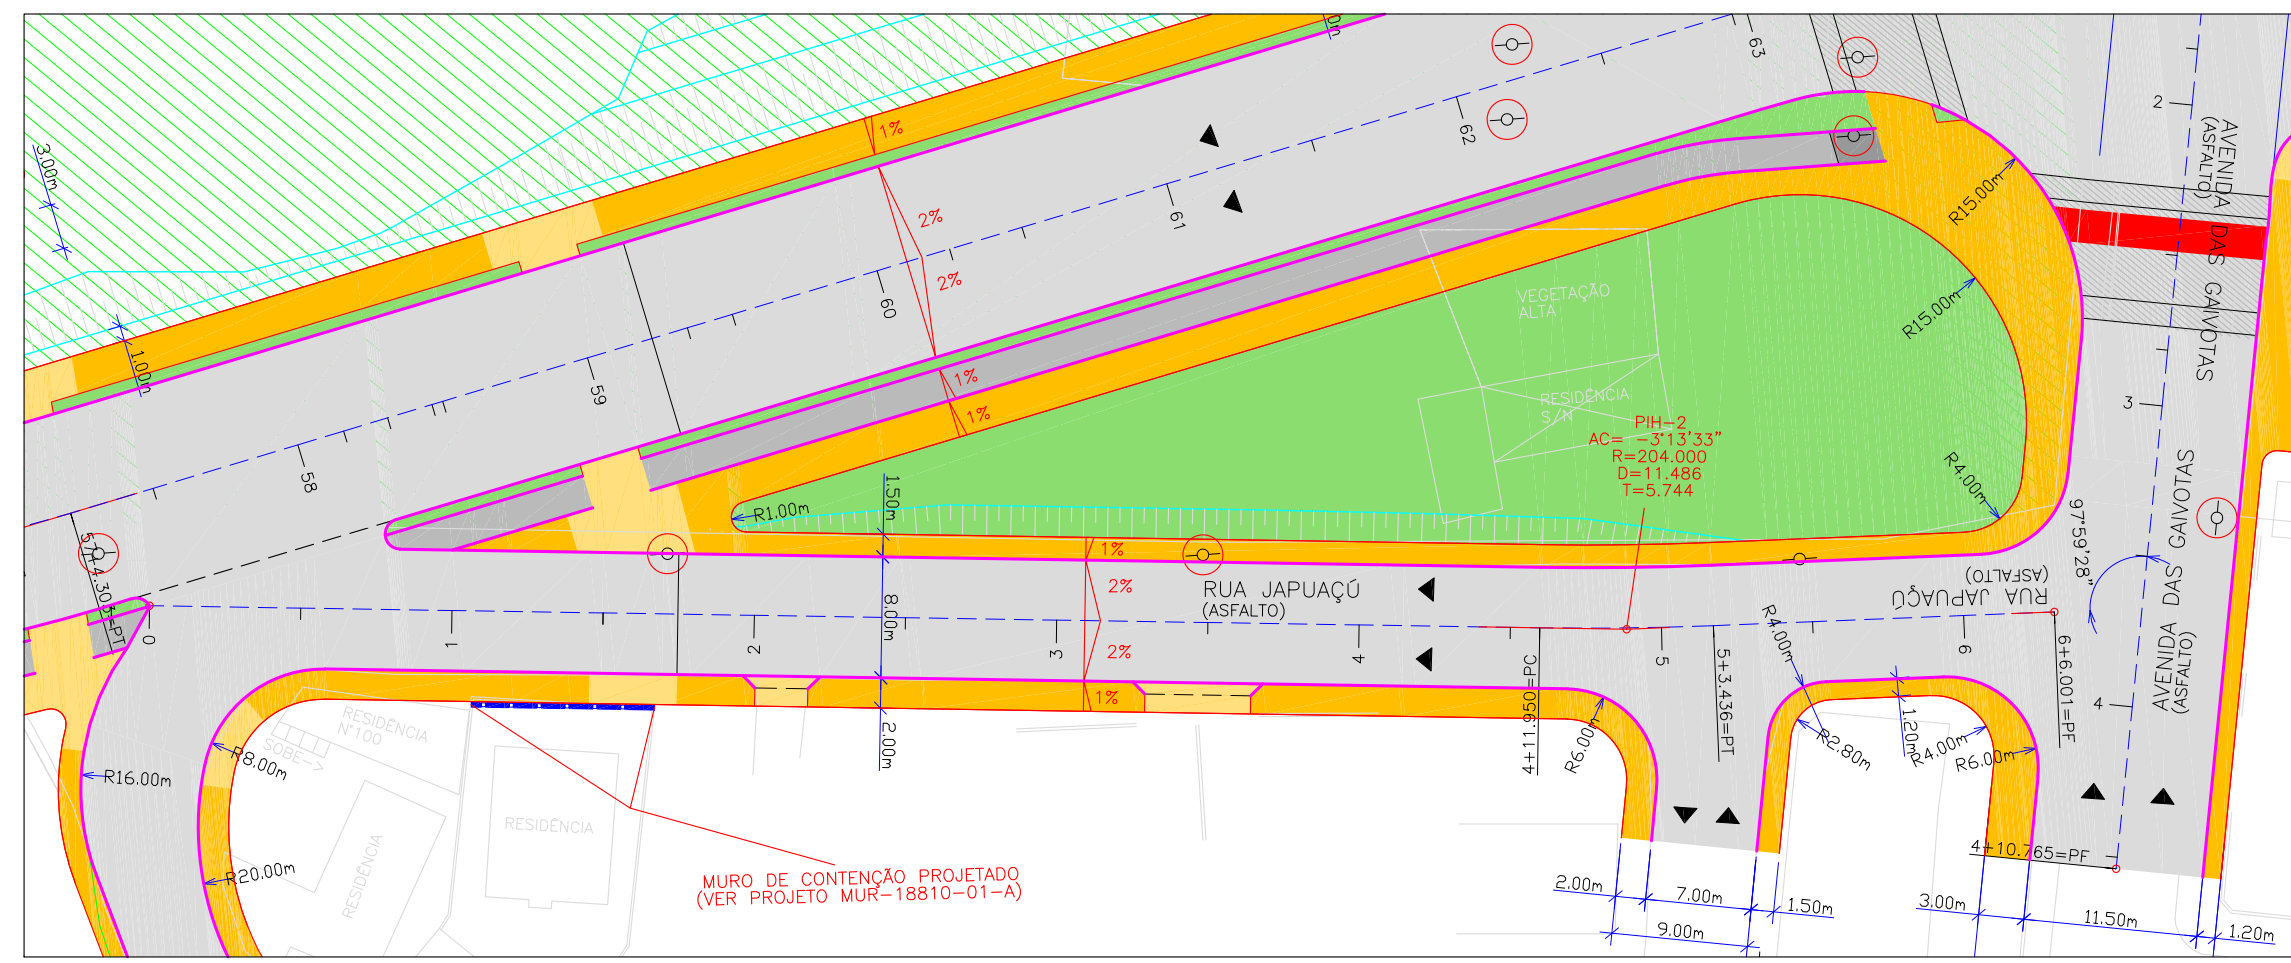 3.00m
1.00m
1%
2%
2%
1%
1%
58
59
60
61
62
63
2
3
4
AVENIDA DAS GAIVOTAS
(ASFALTO)
R15.00m
R15.00m
R4.00m
VEGETAÇÃO
ALTA
RESIDÊNCIA
S/N
PIH-2
AC= -3°13'33"
R=204.000
D=11.486
T=5.744
R1.00m
1.50m
8.00m
2.00m
1%
2%
2%
1%
57+4.305=PT
0
1
2
3
4
5
6
RUA JAPUAÇÚ
(ASFALTO)
RUA JAPUAÇÚ
(ASFALTO)
97°59'28"
AVENIDA DAS GAIVOTAS
(ASFALTO)
4+11.950=PC
5+3.436=PT
6+6.001=PF
4+10.765=PF
R4.00m
R2.80m
1.20m
R4.00m
R6.00m
R6.00m
R16.00m
R8.00m
R20.00m
RESIDÊNCIA
N°100
SOBE->
RESIDÊNCIA
RESIDÊNCIA
MURO DE CONTENÇÃO PROJETADO
(VER PROJETO MUR-18810-01-A)
2.00m
7.00m
1.50m
9.00m
3.00m
11.50m
1.20m